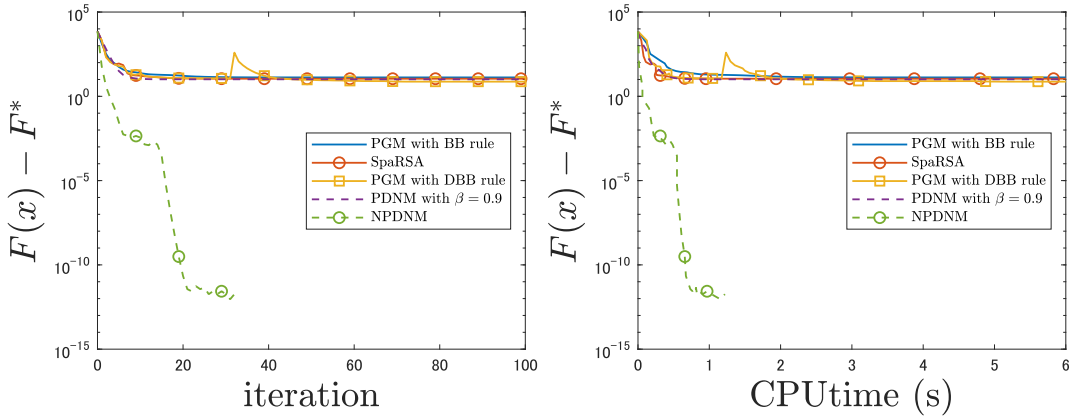 F(x) − F*
10^5
10^0
10^−5
10^−10
10^−15
0 20 40 60 80 100
iteration
PGM with BB rule
SpaRSA
PGM with DBB rule
PDNM with β = 0.9
NPDNM
F(x) − F*
10^5
10^0
10^−5
10^−10
10^−15
0 1 2 3 4 5 6
CPUtime (s)
PGM with BB rule
SpaRSA
PGM with DBB rule
PDNM with β = 0.9
NPDNM